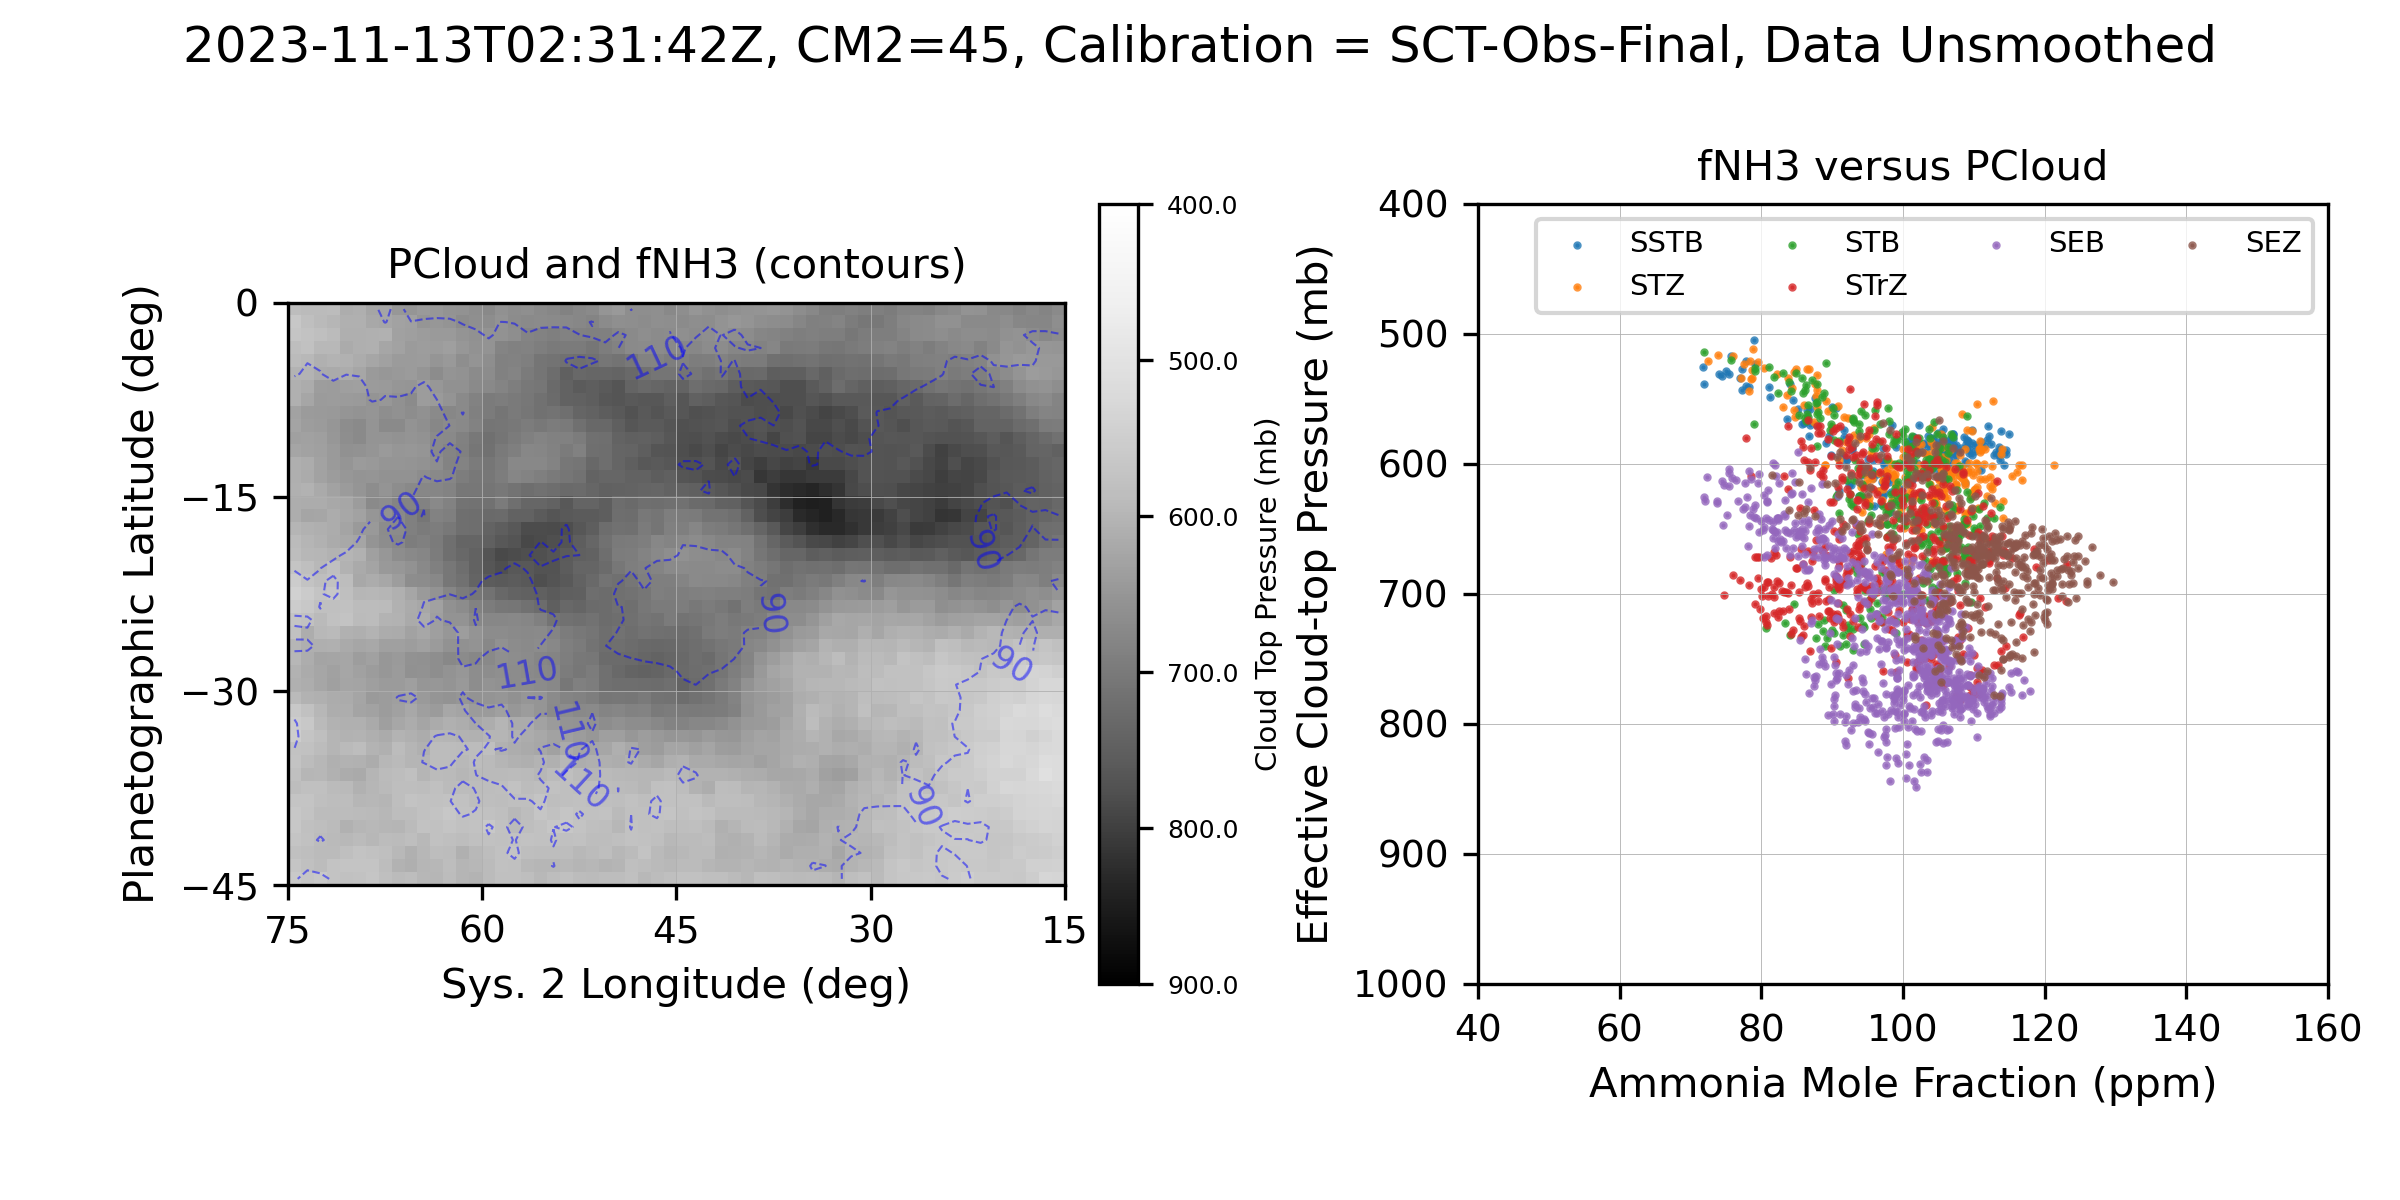 2023-11-13T02:31:42Z, CM2=45, Calibration = SCT-Obs-Final, Data Unsmoothed
PCloud and fNH3 (contours)
Planetographic Latitude (deg)
0
−15
−30
−45
75 60 45 30 15
Sys. 2 Longitude (deg)
110
90
90
90
110
90
110
110
90
400.0
500.0
600.0
700.0
800.0
900.0
Cloud Top Pressure (mb)
fNH3 versus PCloud
Effective Cloud-top Pressure (mb)
400
500
600
700
800
900
1000
SSTB STB SEB SEZ
STZ STrZ
40 60 80 100 120 140 160
Ammonia Mole Fraction (ppm)